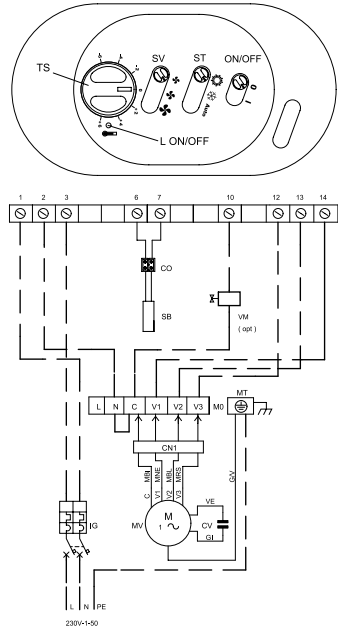 SV ST ON/OFF
TS
0
Auto
0
I
L ON/OFF
1 2 3 6 7 10 12 13 14
CO
SB
VM
( opt )
L N C V1 V2 V3 M0 MT
CN1
MBI MNE MBL MRS
C V1 V2 V3
G/V
IG
MV M
1 ~
VE
CV
GI
L N PE
230V-1-50